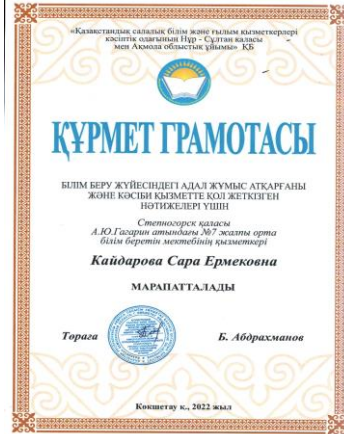 «Қазақстандық салалық білім және ғылым қызметкерлері
кәсіптік одағының Нұр - Сұлтан қаласы
мен Ақмола облыстық ұйымы» ҚБ
ҚҰРМЕТ ГРАМОТАСЫ
БІЛІМ БЕРУ ЖҮЙЕСІНДЕГІ АДАЛ ЖҰМЫС АТҚАРҒАНЫ
ЖӘНЕ КӘСІБИ ҚЫЗМЕТТЕ ҚОЛ ЖЕТКІЗГЕН
НӘТИЖЕЛЕРІ ҮШІН
Степногорск қаласы
А.Ю.Гагарин атындағы №7 жалпы орта
білім беретін мектебінің қызметкері
Кайдарова Сара Ермековна
МАРАПАТТАЛАДЫ
Төраға
Б. Абдрахманов
Көкшетау қ., 2022 жыл